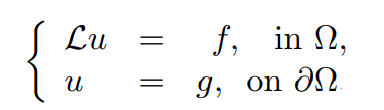 ℒu = f, in Ω,
u = g, on ∂Ω.